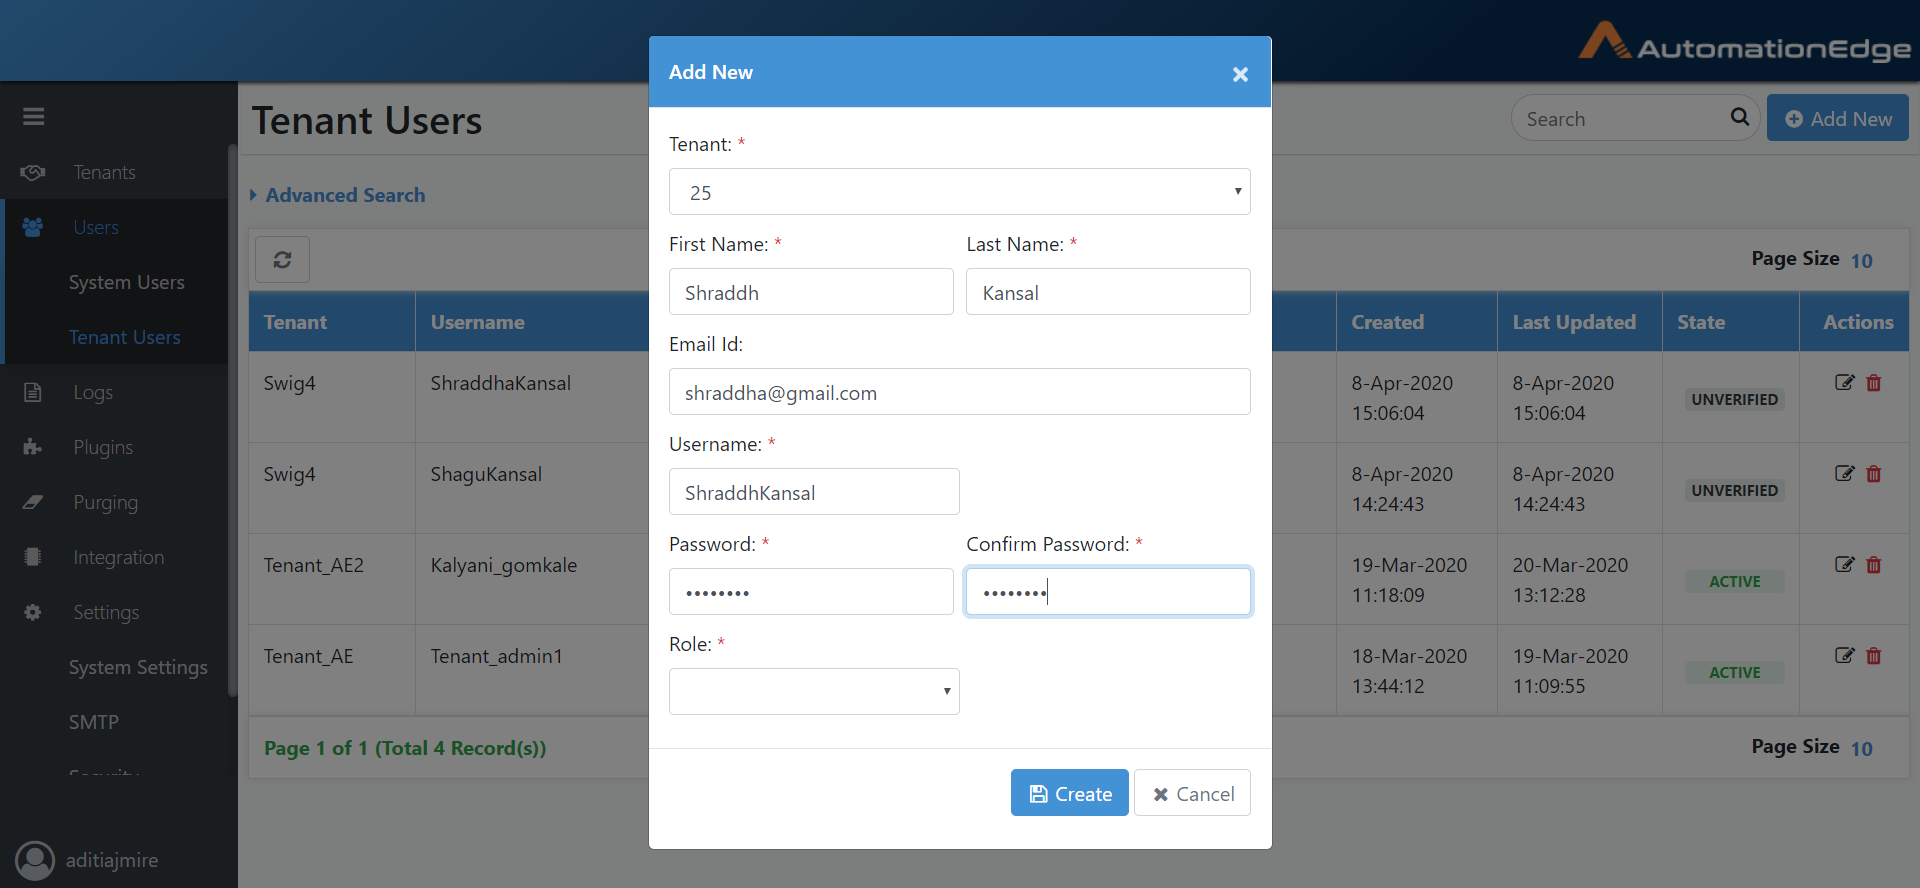 AutomationEdge
Tenant Users
Search
Add New
Tenants
Users
System Users
Tenant Users
Logs
Plugins
Purging
Integration
Settings
System Settings
SMTP
Security
aditiajmire
Advanced Search
Page Size 10
Tenant Username Created Last Updated State Actions
Swig4 ShraddhaKansal 8-Apr-2020 15:06:04 8-Apr-2020 15:06:04 UNVERIFIED
Swig4 ShaguKansal 8-Apr-2020 14:24:43 8-Apr-2020 14:24:43 UNVERIFIED
Tenant_AE2 Kalyani_gomkale 19-Mar-2020 11:18:09 20-Mar-2020 13:12:28 ACTIVE
Tenant_AE Tenant_admin1 18-Mar-2020 13:44:12 19-Mar-2020 11:09:55 ACTIVE
Page 1 of 1 (Total 4 Record(s))
Page Size 10
Add New
Tenant: *
25
First Name: * Last Name: *
Shraddh Kansal
Email Id:
shraddha@gmail.com
Username: *
ShraddhKansal
Password: * Confirm Password: *
•••••••• ••••••••
Role: *
Create Cancel